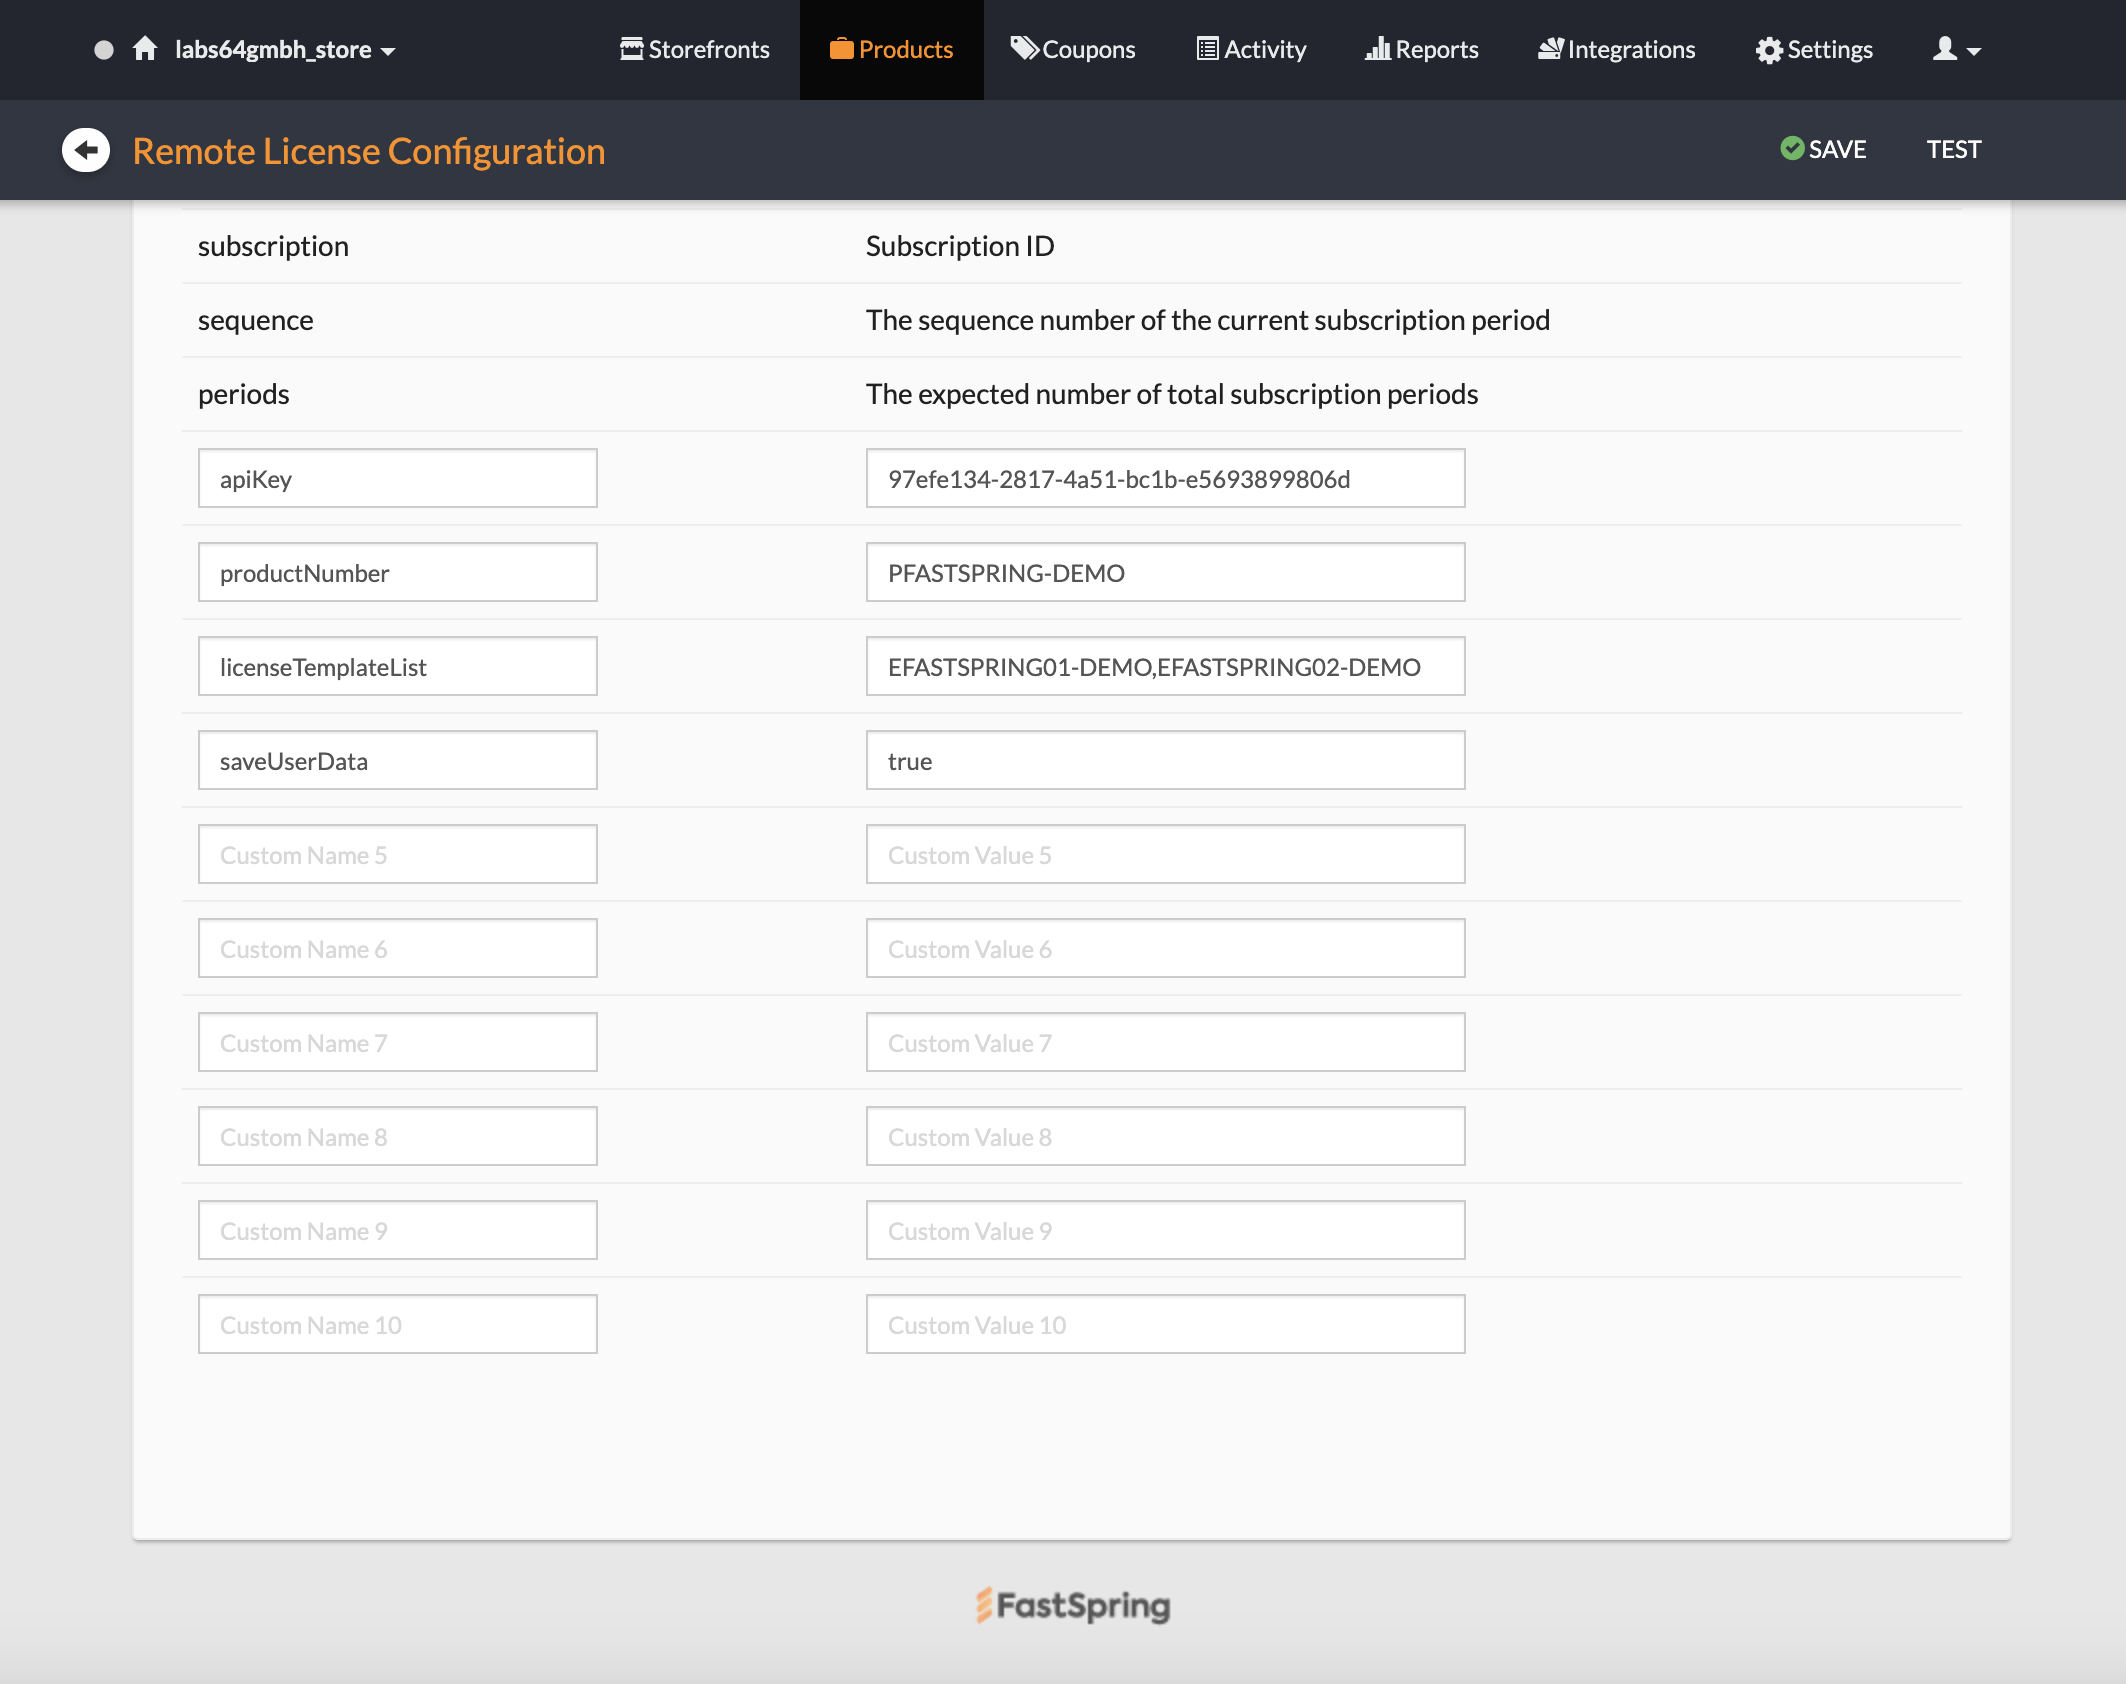 labs64gmbh_store Storefronts Products Coupons Activity Reports Integrations Settings
Remote License Configuration SAVE TEST
subscription Subscription ID
sequence The sequence number of the current subscription period
periods The expected number of total subscription periods
apiKey 97efe134-2817-4a51-bc1b-e5693899806d
productNumber PFASTSPRING-DEMO
licenseTemplateList EFASTSPRING01-DEMO,EFASTSPRING02-DEMO
saveUserData true
Custom Name 5 Custom Value 5
Custom Name 6 Custom Value 6
Custom Name 7 Custom Value 7
Custom Name 8 Custom Value 8
Custom Name 9 Custom Value 9
Custom Name 10 Custom Value 10
FastSpring